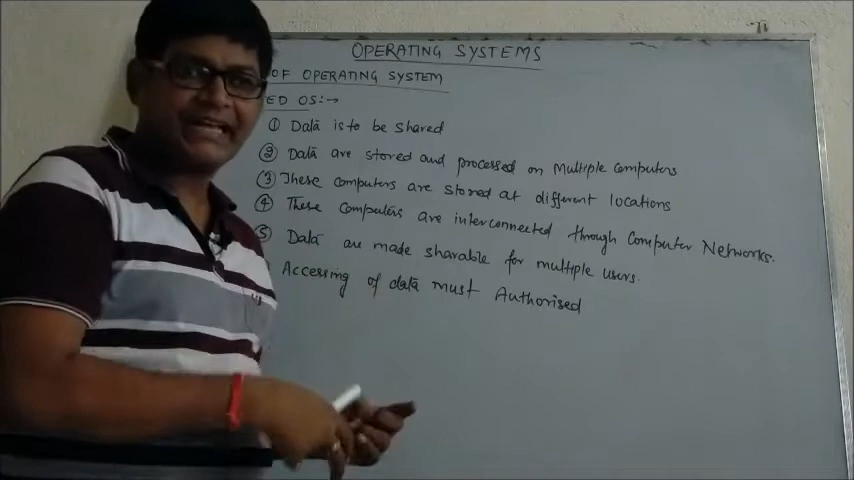 OPERATING SYSTEMS
OF OPERATING SYSTEM
ED OS:→
① Data is to be shared
② Data are stored and processed on Multiple Computers
③ These computers are stored at different locations
④ These Computers are interconnected through Computer Networks.
⑤ Data are made sharable for multiple users.
Accessing of data must Authorised